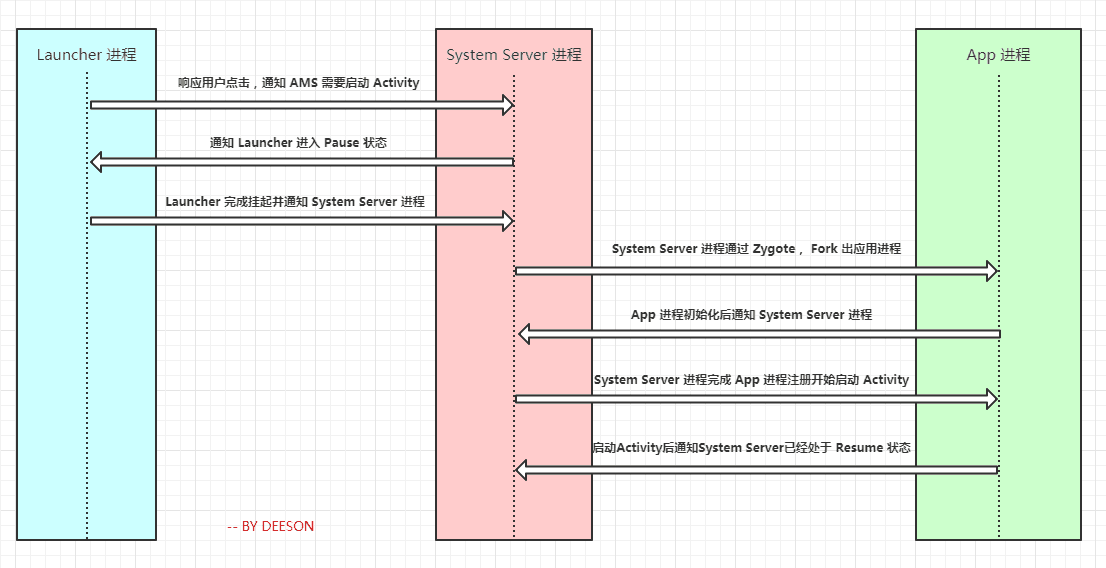 Launcher 进程
System Server 进程
App 进程
响应用户点击，通知 AMS 需要启动 Activity
通知 Launcher 进入 Pause 状态
Launcher 完成挂起并通知 System Server 进程
System Server 进程通过 Zygote ， Fork 出应用进程
App 进程初始化后通知 System Server 进程
System Server 进程完成 App 进程注册开始启动 Activity
启动Activity后通知System Server已经处于 Resume 状态
-- BY DEESON